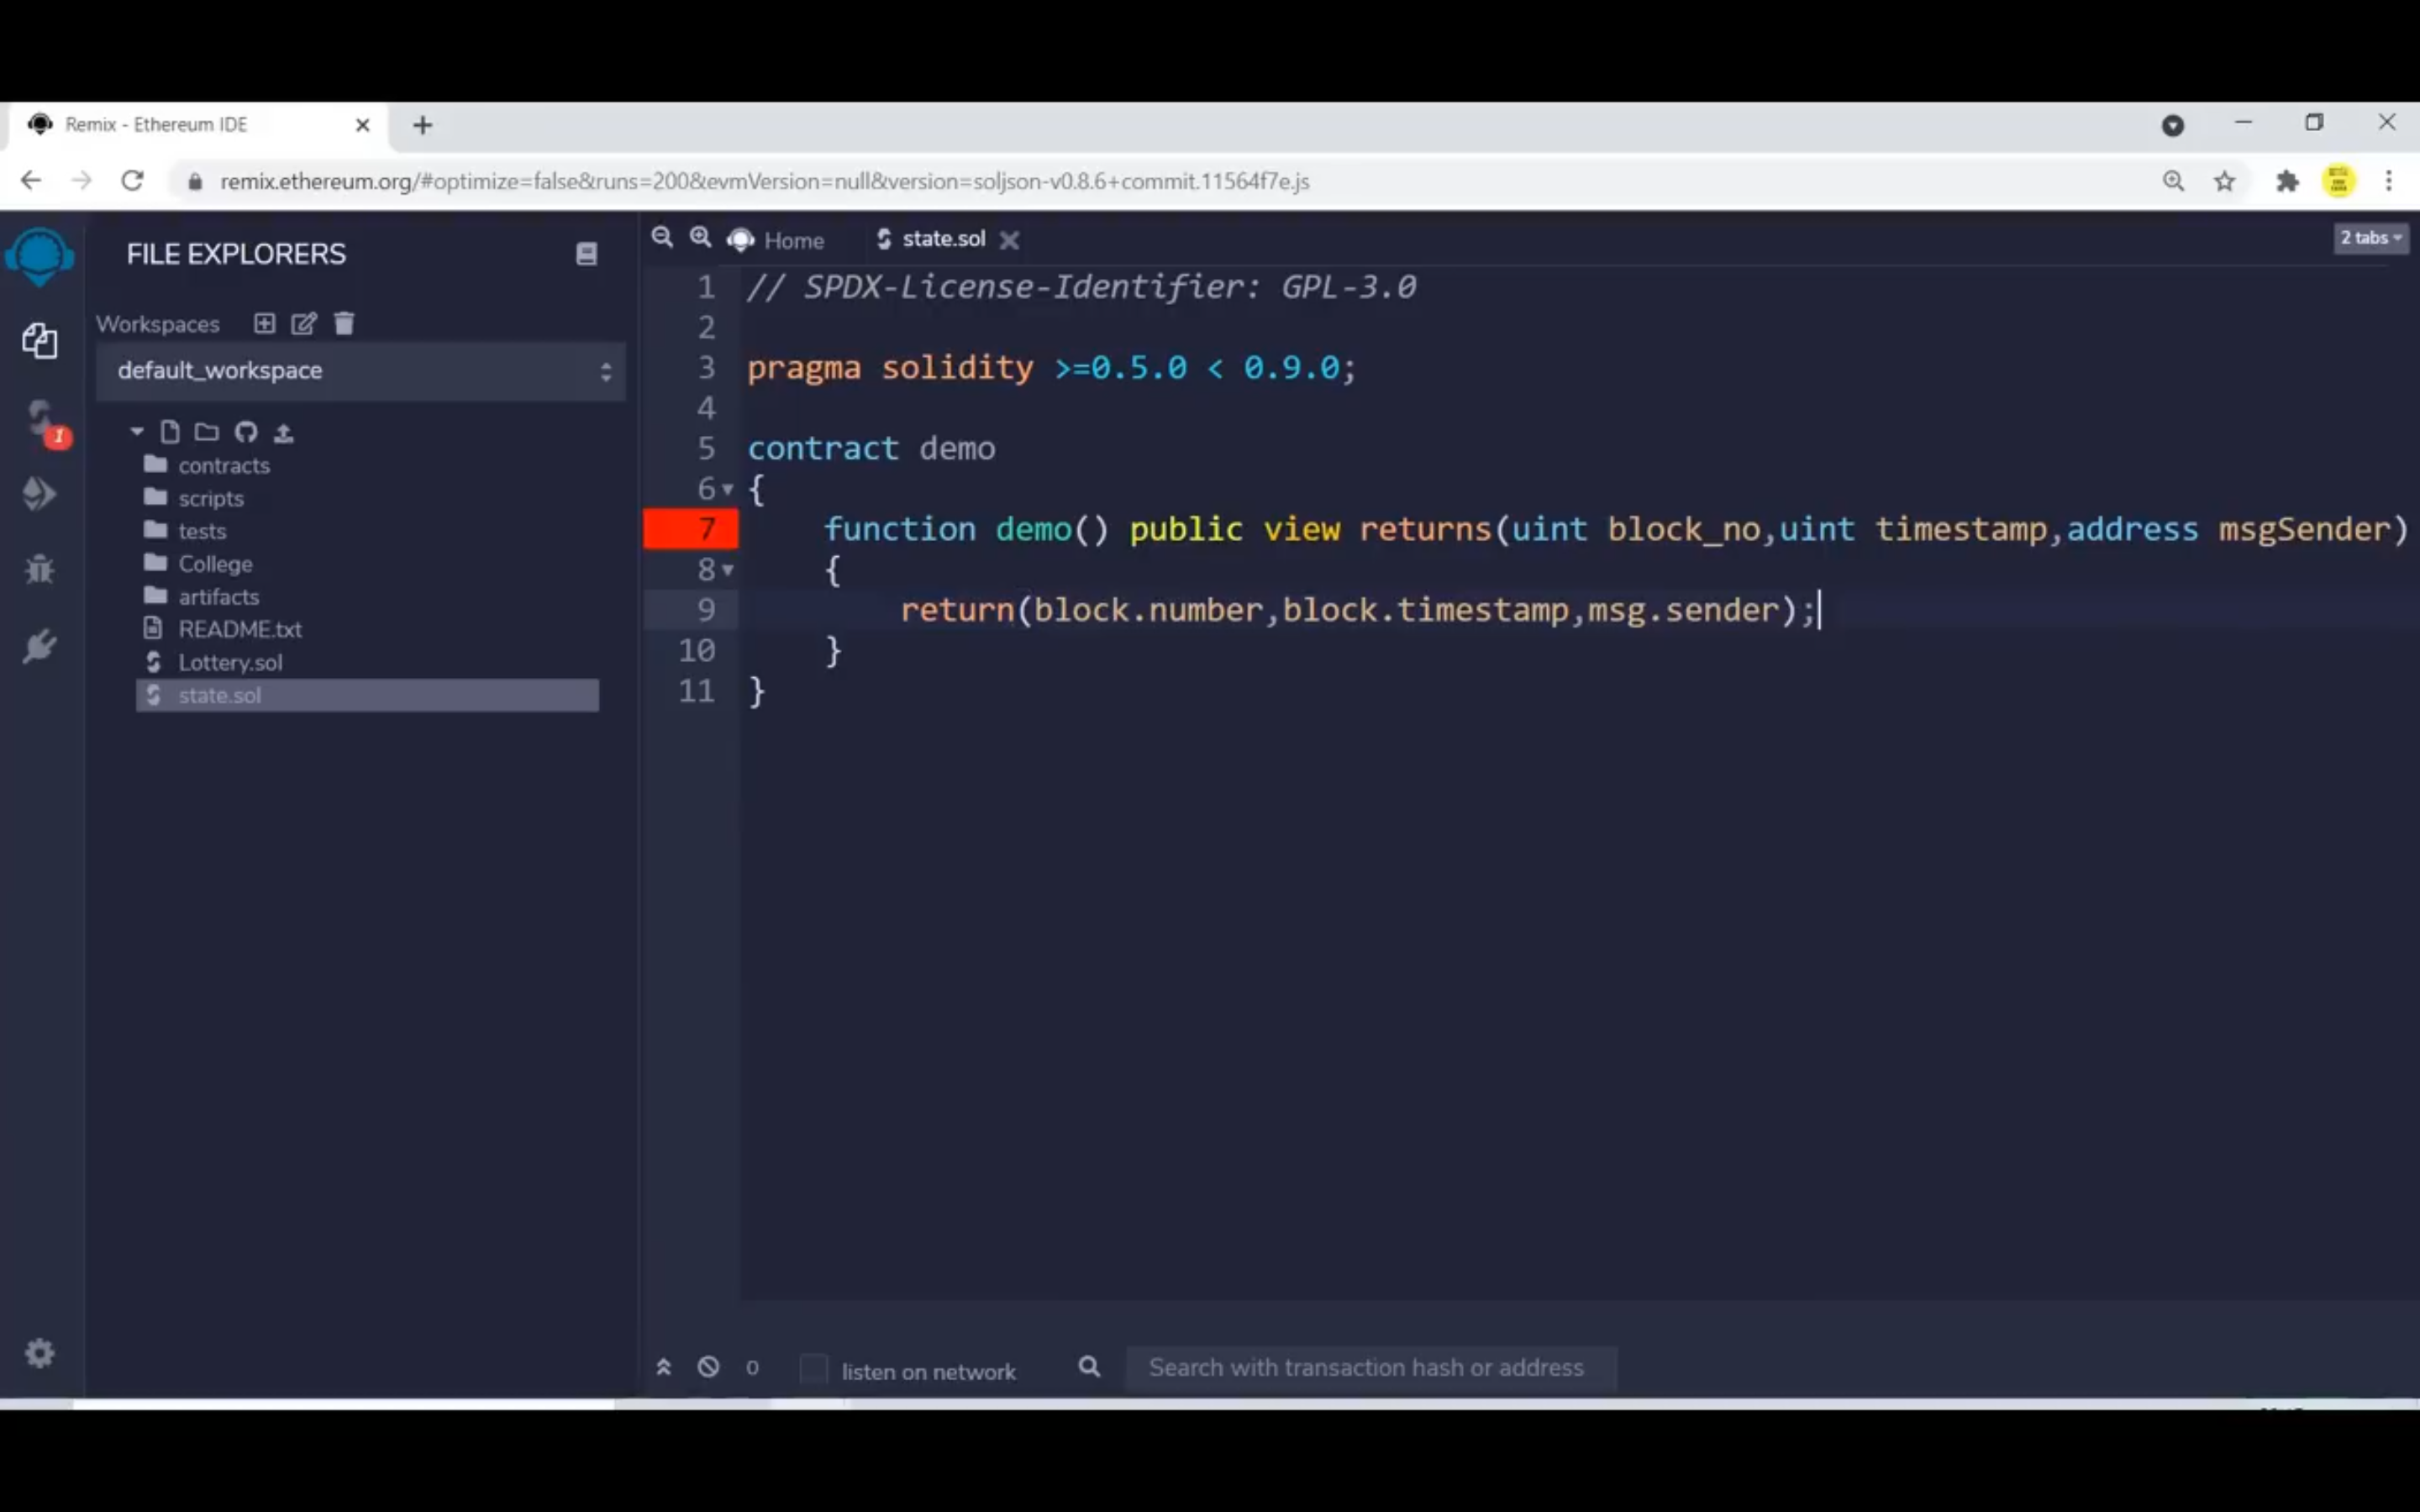 Remix - Ethereum IDE
remix.ethereum.org/#optimize=false&runs=200&evmVersion=null&version=soljson-v0.8.6+commit.11564f7e.js
FILE EXPLORERS
Workspaces
default_workspace
contracts
scripts
tests
College
artifacts
README.txt
Lottery.sol
state.sol
1
Home
state.sol
2 tabs
1 // SPDX-License-Identifier: GPL-3.0
2
3 pragma solidity >=0.5.0 < 0.9.0;
4
5 contract demo
6 {
7 function demo() public view returns(uint block_no,uint timestamp,address msgSender)
8 {
9 return(block.number,block.timestamp,msg.sender);
10 }
11 }
0 listen on network Search with transaction hash or address